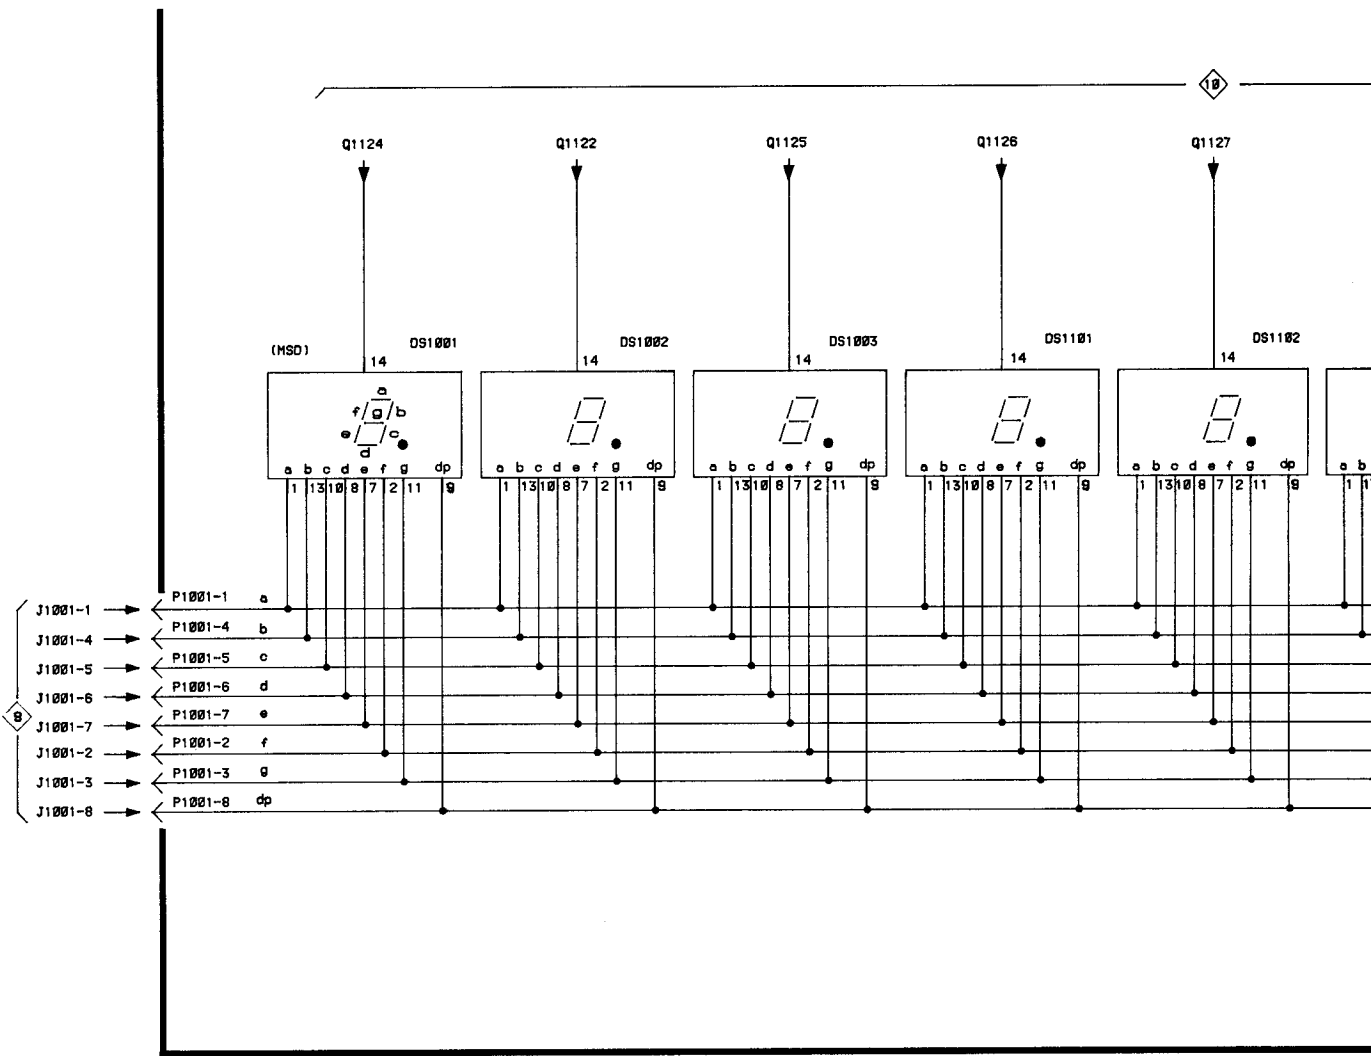 10
Q1124 Q1122 Q1125 Q1126 Q1127
(MSD) 14 DS1001 14 DS1002 14 DS1003 14 DS1101 14 DS1102
a
f g b
e c
d
a b c d e f g dp a b c d e f g dp a b c d e f g dp a b c d e f g dp a b c d e f g dp a b
1 13 10 8 7 2 11 9 1 13 10 8 7 2 11 9 1 13 10 8 7 2 11 9 1 13 10 8 7 2 11 9 1 13 10 8 7 2 11 9 1
J1001-1 P1001-1 a
J1001-4 P1001-4 b
J1001-5 P1001-5 c
J1001-6 P1001-6 d
J1001-7 P1001-7 e
J1001-2 P1001-2 f
J1001-3 P1001-3 g
J1001-8 P1001-8 dp